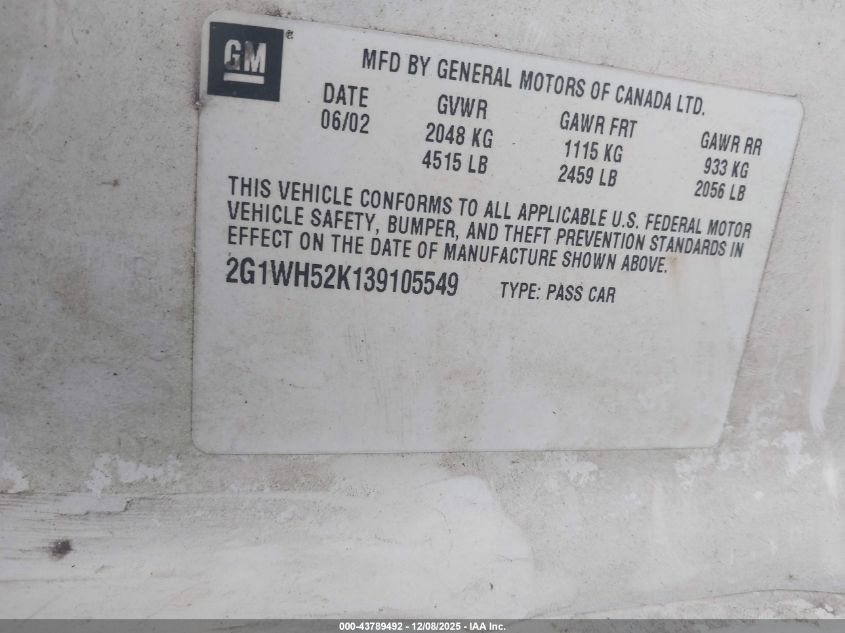 GM ®
MFD BY GENERAL MOTORS OF CANADA LTD.
DATE GVWR GAWR FRT GAWR RR
06/02 2048 KG 1115 KG 933 KG
4515 LB 2459 LB 2056 LB
THIS VEHICLE CONFORMS TO ALL APPLICABLE U.S. FEDERAL MOTOR
VEHICLE SAFETY, BUMPER, AND THEFT PREVENTION STANDARDS IN
EFFECT ON THE DATE OF MANUFACTURE SHOWN ABOVE.
2G1WH52K139105549 TYPE: PASS CAR
000-43789492 - 12/08/2025 - IAA Inc.